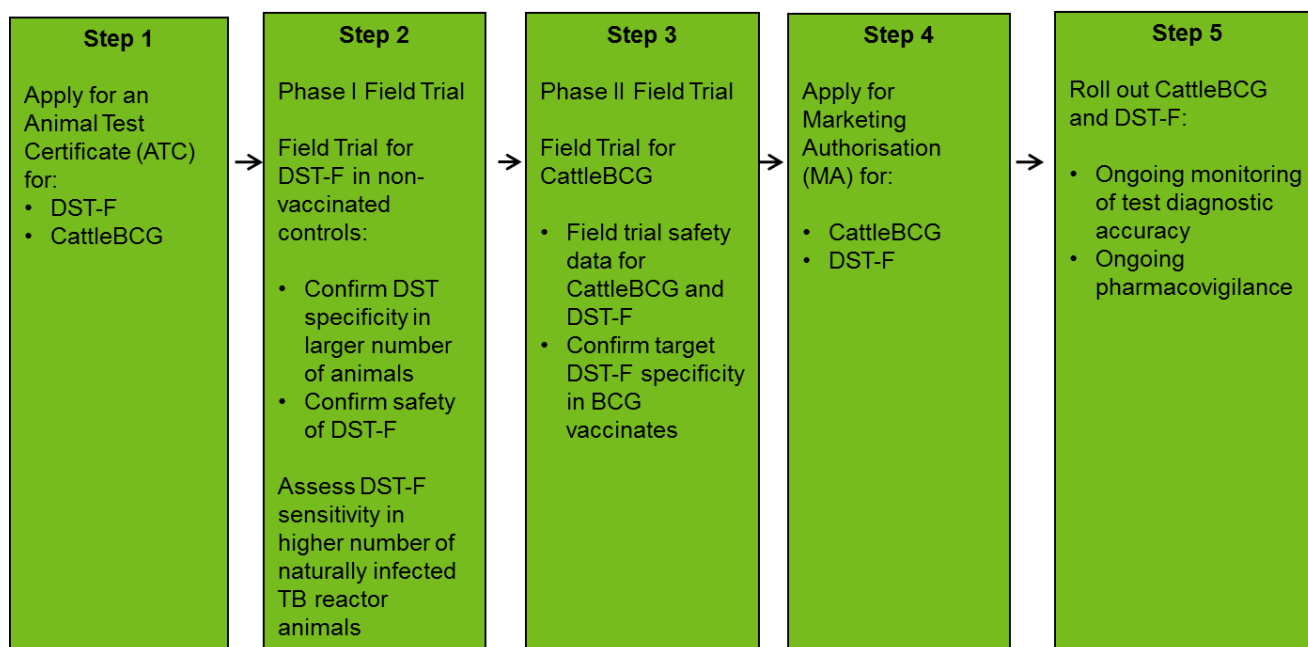 Step 1
Apply for an
Animal Test
Certificate (ATC)
for:
• DST-F
• CattleBCG
Step 2
Phase I Field Trial
Field Trial for
DST-F in non-
vaccinated
controls:
• Confirm DST
specificity in
larger number
of animals
• Confirm safety
of DST-F
Assess DST-F
sensitivity in
higher number of
naturally infected
TB reactor
animals
Step 3
Phase II Field Trial
Field Trial for
CattleBCG
• Field trial safety
data for
CattleBCG and
DST-F
• Confirm target
DST-F specificity
in BCG
vaccinates
Step 4
Apply for
Marketing
Authorisation
(MA) for:
• CattleBCG
• DST-F
Step 5
Roll out CattleBCG
and DST-F:
• Ongoing monitoring
of test diagnostic
accuracy
• Ongoing
pharmacovigilance